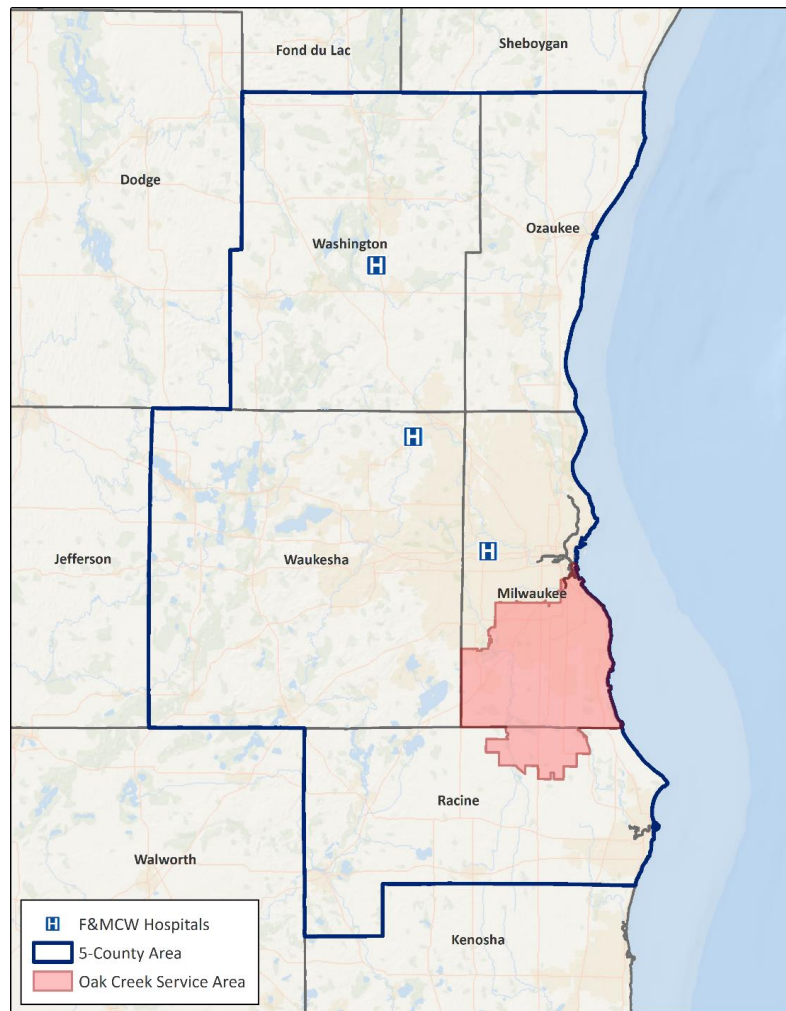 Fond du Lac
Sheboygan
Dodge
Washington
Ozaukee
H
H
Jefferson
Waukesha
H
Milwaukee
Racine
Walworth
Kenosha
H F&MCW Hospitals
5-County Area
Oak Creek Service Area